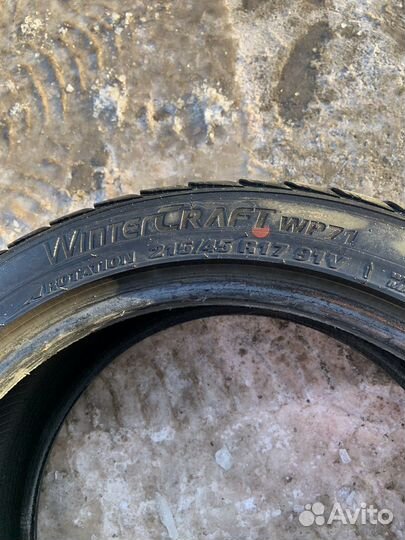 WINTERCRAFT WP71
ROTATION 215/45 R17 91V
Avito